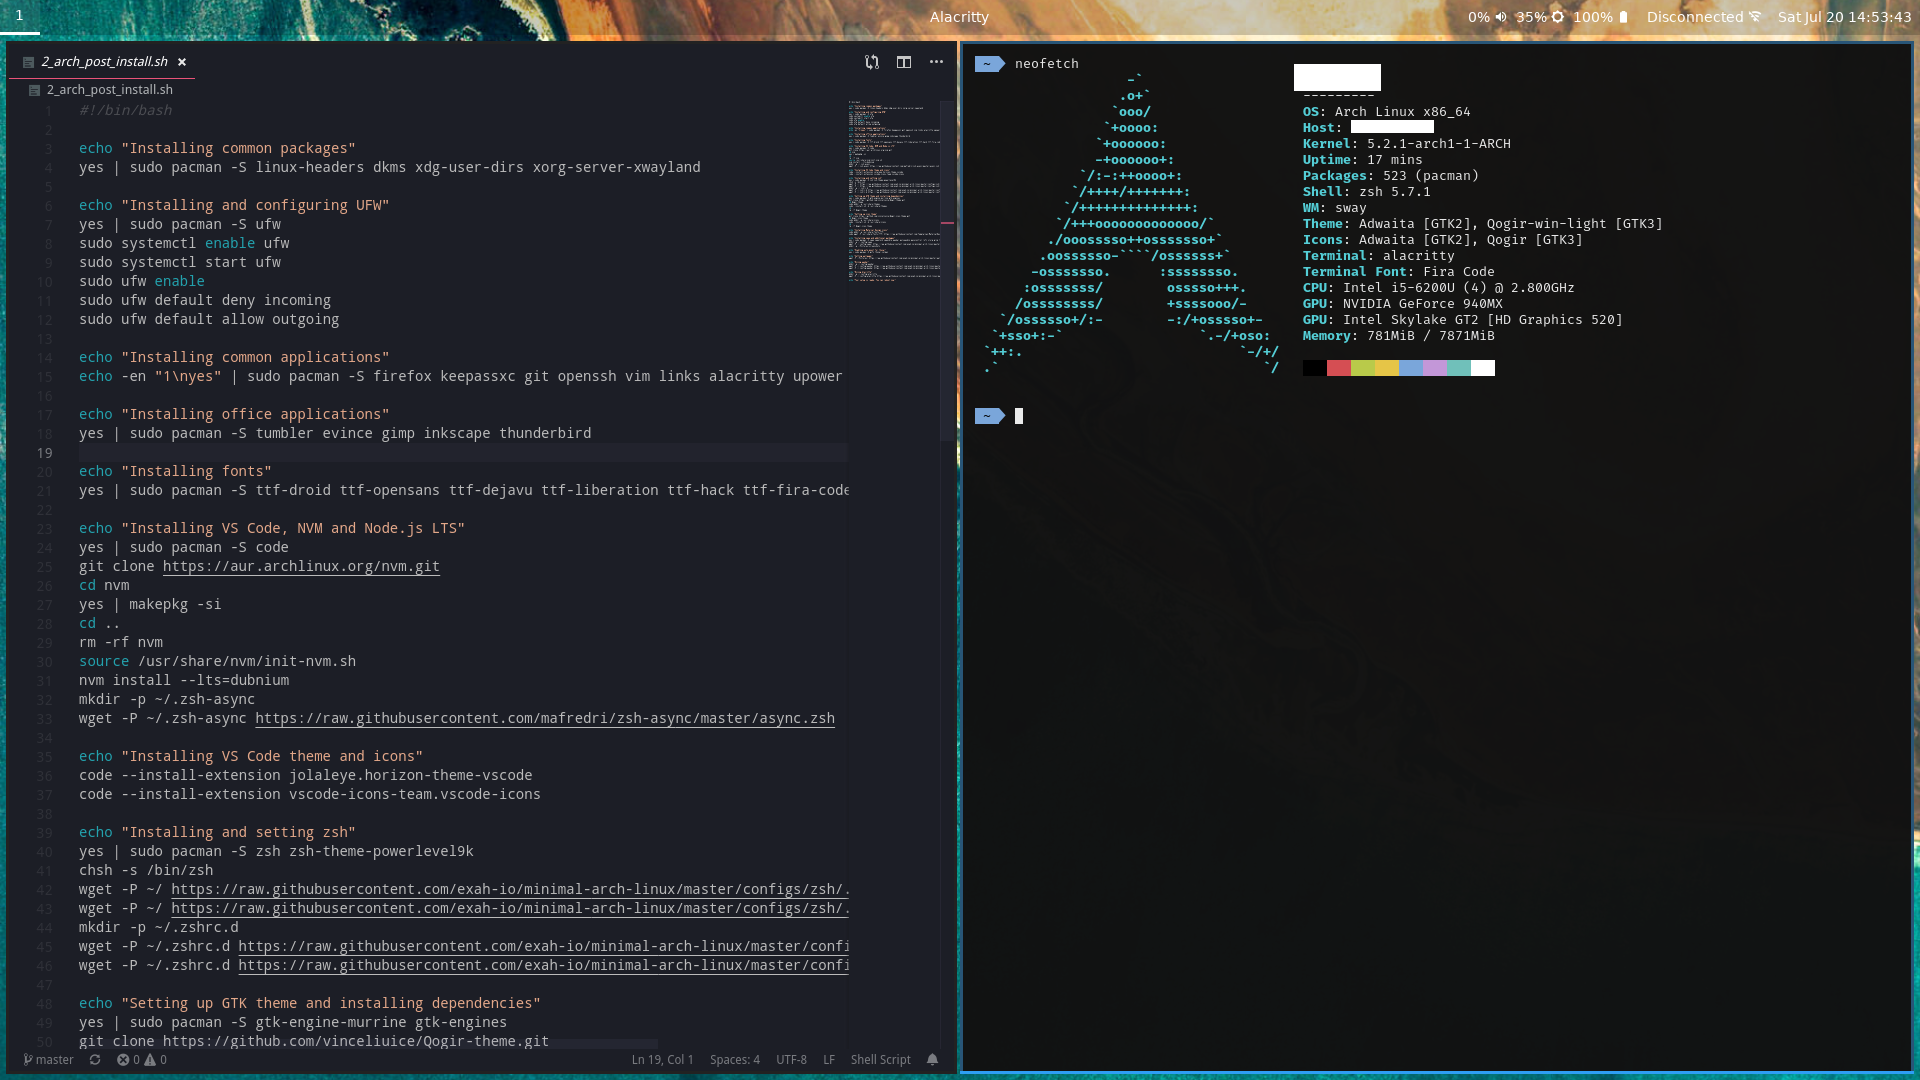 1
Alacritty
0% 35% 100% Disconnected Sat Jul 20 14:53:43
2_arch_post_install.sh ×
2_arch_post_install.sh
1 #!/bin/bash
2
3 echo "Installing common packages"
4 yes | sudo pacman -S linux-headers dkms xdg-user-dirs xorg-server-xwayland
5
6 echo "Installing and configuring UFW"
7 yes | sudo pacman -S ufw
8 sudo systemctl enable ufw
9 sudo systemctl start ufw
10 sudo ufw enable
11 sudo ufw default deny incoming
12 sudo ufw default allow outgoing
13
14 echo "Installing common applications"
15 echo -en "1\nyes" | sudo pacman -S firefox keepassxc git openssh vim links alacritty upower
16
17 echo "Installing office applications"
18 yes | sudo pacman -S tumbler evince gimp inkscape thunderbird
19
20 echo "Installing fonts"
21 yes | sudo pacman -S ttf-droid ttf-opensans ttf-dejavu ttf-liberation ttf-hack ttf-fira-code
22
23 echo "Installing VS Code, NVM and Node.js LTS"
24 yes | sudo pacman -S code
25 git clone https://aur.archlinux.org/nvm.git
26 cd nvm
27 yes | makepkg -si
28 cd ..
29 rm -rf nvm
30 source /usr/share/nvm/init-nvm.sh
31 nvm install --lts=dubnium
32 mkdir -p ~/.zsh-async
33 wget -P ~/.zsh-async https://raw.githubusercontent.com/mafredri/zsh-async/master/async.zsh
34
35 echo "Installing VS Code theme and icons"
36 code --install-extension jolaleye.horizon-theme-vscode
37 code --install-extension vscode-icons-team.vscode-icons
38
39 echo "Installing and setting zsh"
40 yes | sudo pacman -S zsh zsh-theme-powerlevel9k
41 chsh -s /bin/zsh
42 wget -P ~/ https://raw.githubusercontent.com/exah-io/minimal-arch-linux/master/configs/zsh/.
43 wget -P ~/ https://raw.githubusercontent.com/exah-io/minimal-arch-linux/master/configs/zsh/.
44 mkdir -p ~/.zshrc.d
45 wget -P ~/.zshrc.d https://raw.githubusercontent.com/exah-io/minimal-arch-linux/master/confi
46 wget -P ~/.zshrc.d https://raw.githubusercontent.com/exah-io/minimal-arch-linux/master/confi
47
48 echo "Setting up GTK theme and installing dependencies"
49 yes | sudo pacman -S gtk-engine-murrine gtk-engines
50 git clone https://github.com/vinceliuice/Qogir-theme.git
master 0 0 Ln 19, Col 1 Spaces: 4 UTF-8 LF Shell Script
~ neofetch
---------
OS: Arch Linux x86_64
Host:
Kernel: 5.2.1-arch1-1-ARCH
Uptime: 17 mins
Packages: 523 (pacman)
Shell: zsh 5.7.1
WM: sway
Theme: Adwaita [GTK2], Qogir-win-light [GTK3]
Icons: Adwaita [GTK2], Qogir [GTK3]
Terminal: alacritty
Terminal Font: Fira Code
CPU: Intel i5-6200U (4) @ 2.800GHz
GPU: NVIDIA GeForce 940MX
GPU: Intel Skylake GT2 [HD Graphics 520]
Memory: 781MiB / 7871MiB
~